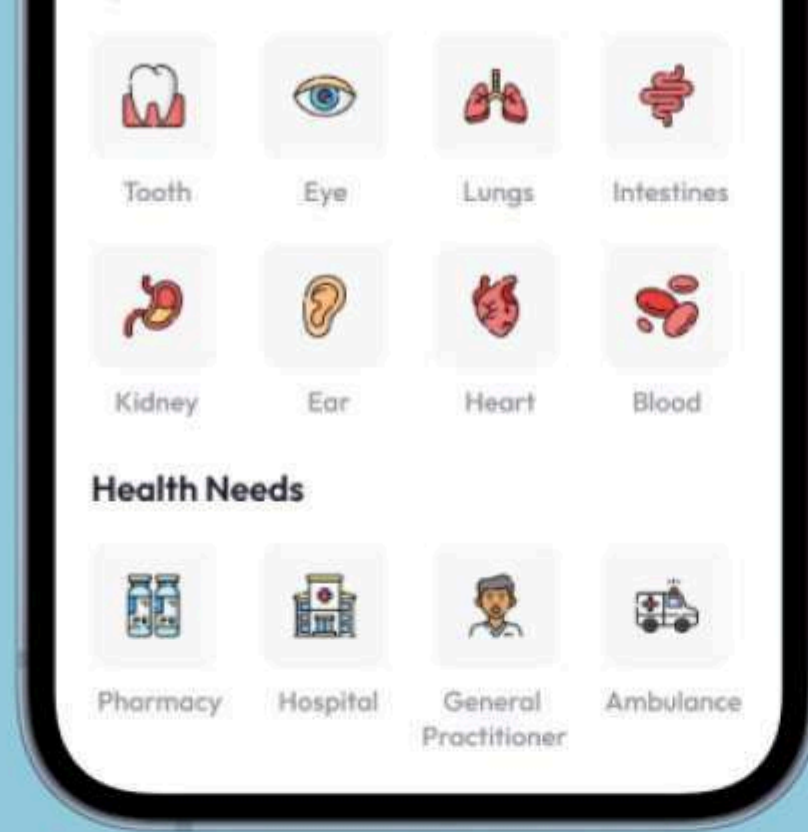 Tooth Eye Lungs Intestines
Kidney Ear Heart Blood
Health Needs
Pharmacy Hospital General Ambulance
Practitioner